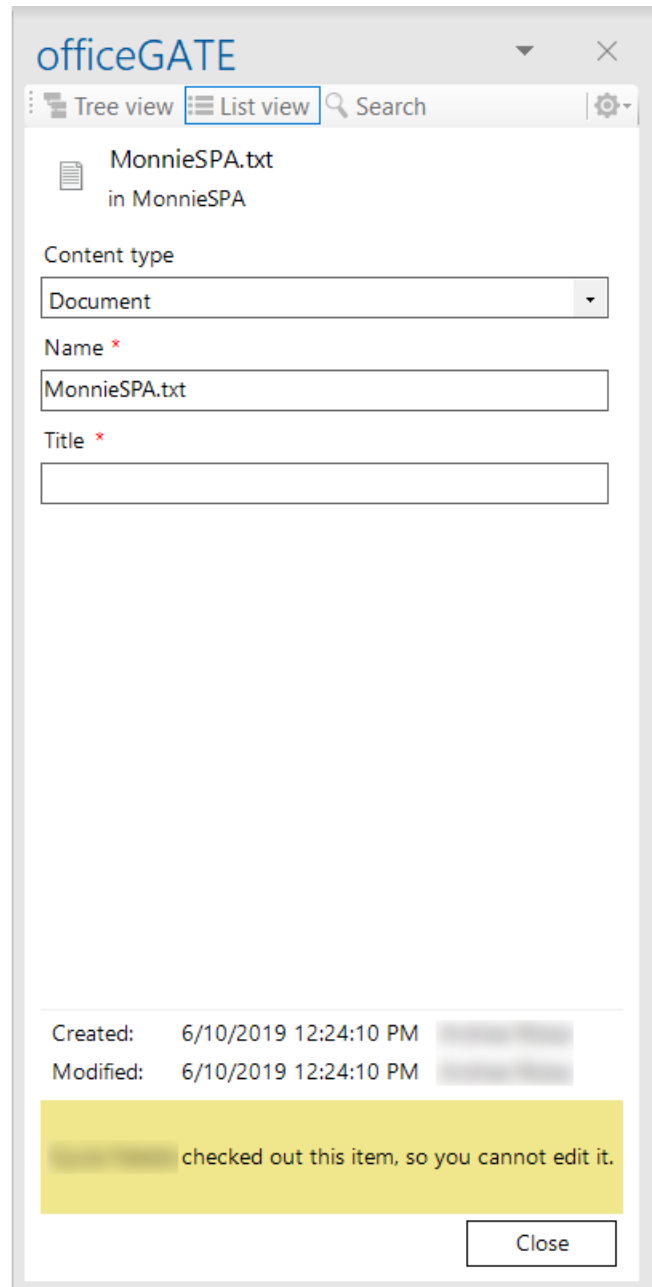 officeGATE
Tree view List view Search
MonnieSPA.txt
in MonnieSPA
Content type
Document
Name *
MonnieSPA.txt
Title *
Created: 6/10/2019 12:24:10 PM
Modified: 6/10/2019 12:24:10 PM
checked out this item, so you cannot edit it.
Close